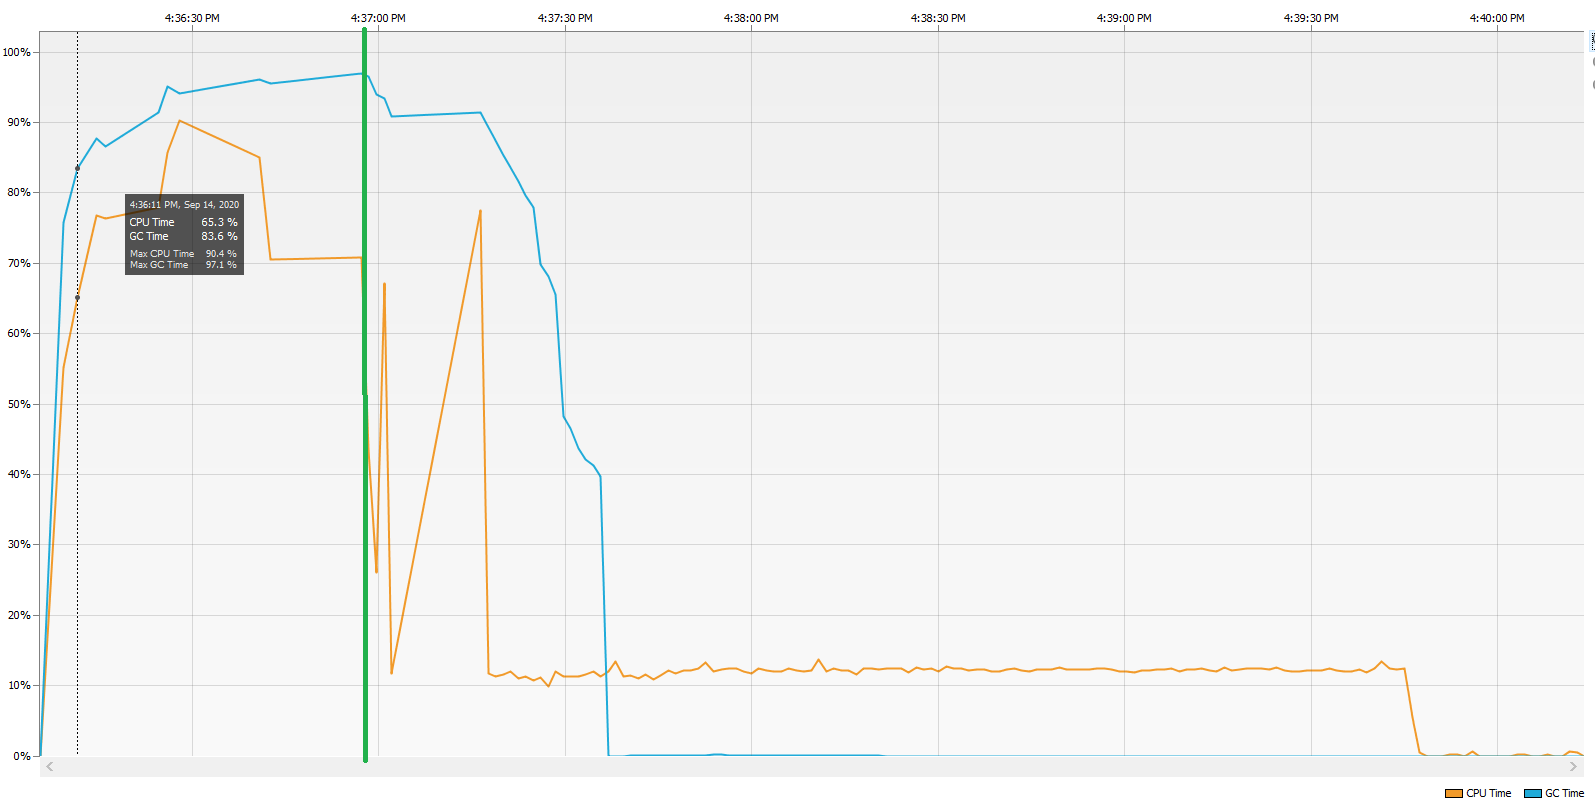 4:36:30 PM 4:37:00 PM 4:37:30 PM 4:38:00 PM 4:38:30 PM 4:39:00 PM 4:39:30 PM 4:40:00 PM
100%
90%
80%
4:36:11 PM, Sep 14, 2020
CPU Time 65.3 %
GC Time 83.6 %
Max CPU Time 90.4 %
Max GC Time 97.1 %
70%
60%
50%
40%
30%
20%
10%
0%
CPU Time GC Time